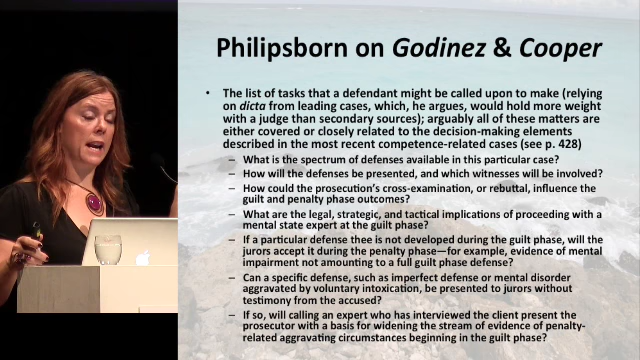 Philipsborn on Godinez & Cooper
• The list of tasks that a defendant might be called upon to make (relying
on dicta from leading cases, which, he argues, would hold more weight
with a judge than secondary sources); arguably all of these matters are
either covered or closely related to the decision-making elements
described in the most recent competence-related cases (see p. 428)
– What is the spectrum of defenses available in this particular case?
– How will the defenses be presented, and which witnesses will be involved?
– How could the prosecution's cross-examination, or rebuttal, influence the
guilt and penalty phase outcomes?
– What are the legal, strategic, and tactical implications of proceeding with a
mental state expert at the guilt phase?
– If a particular defense thee is not developed during the guilt phase, will the
jurors accept it during the penalty phase—for example, evidence of mental
impairment not amounting to a full guilt phase defense?
– Can a specific defense, such as imperfect defense or mental disorder
aggravated by voluntary intoxication, be presented to jurors without
testimony from the accused?
– If so, will calling an expert who has interviewed the client present the
prosecutor with a basis for widening the stream of evidence of penalty-
related aggravating circumstances beginning in the guilt phase?